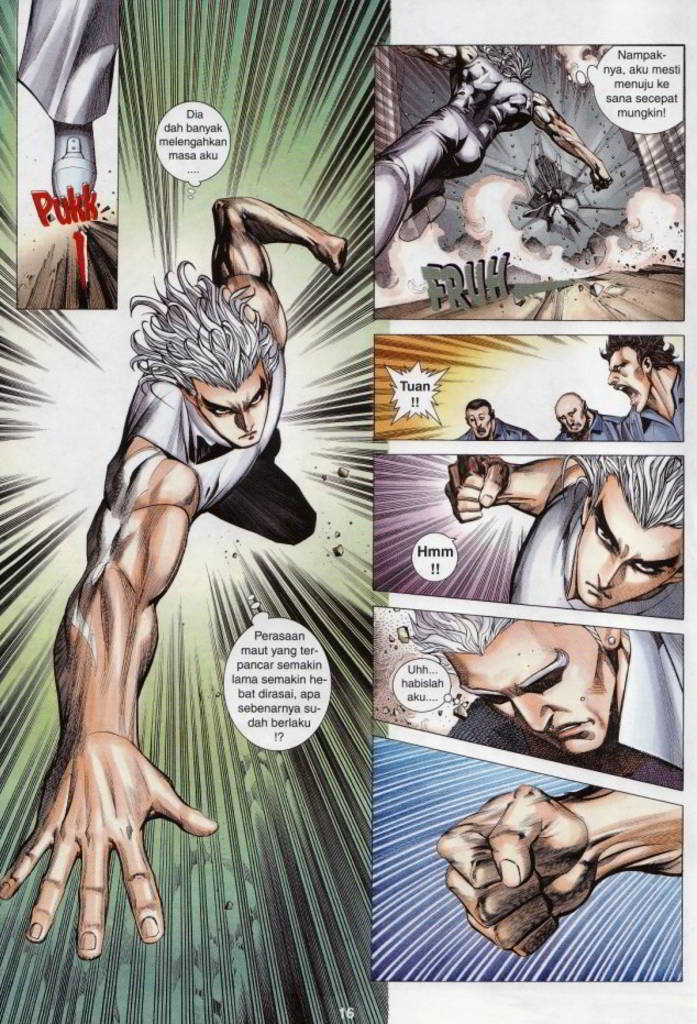 PUKK
!
Dia
dah banyak
melengahkan
masa aku
....
Perasaan
maut yang ter-
pancar semakin
lama semakin he-
bat dirasai, apa
sebenarnya su-
dah berlaku
!?
Nampak-
nya, aku mesti
menuju ke
sana secepat
mungkin!
FRUH
Tuan
!!
Hmm
!!
Uhh...
habislah
aku....
16